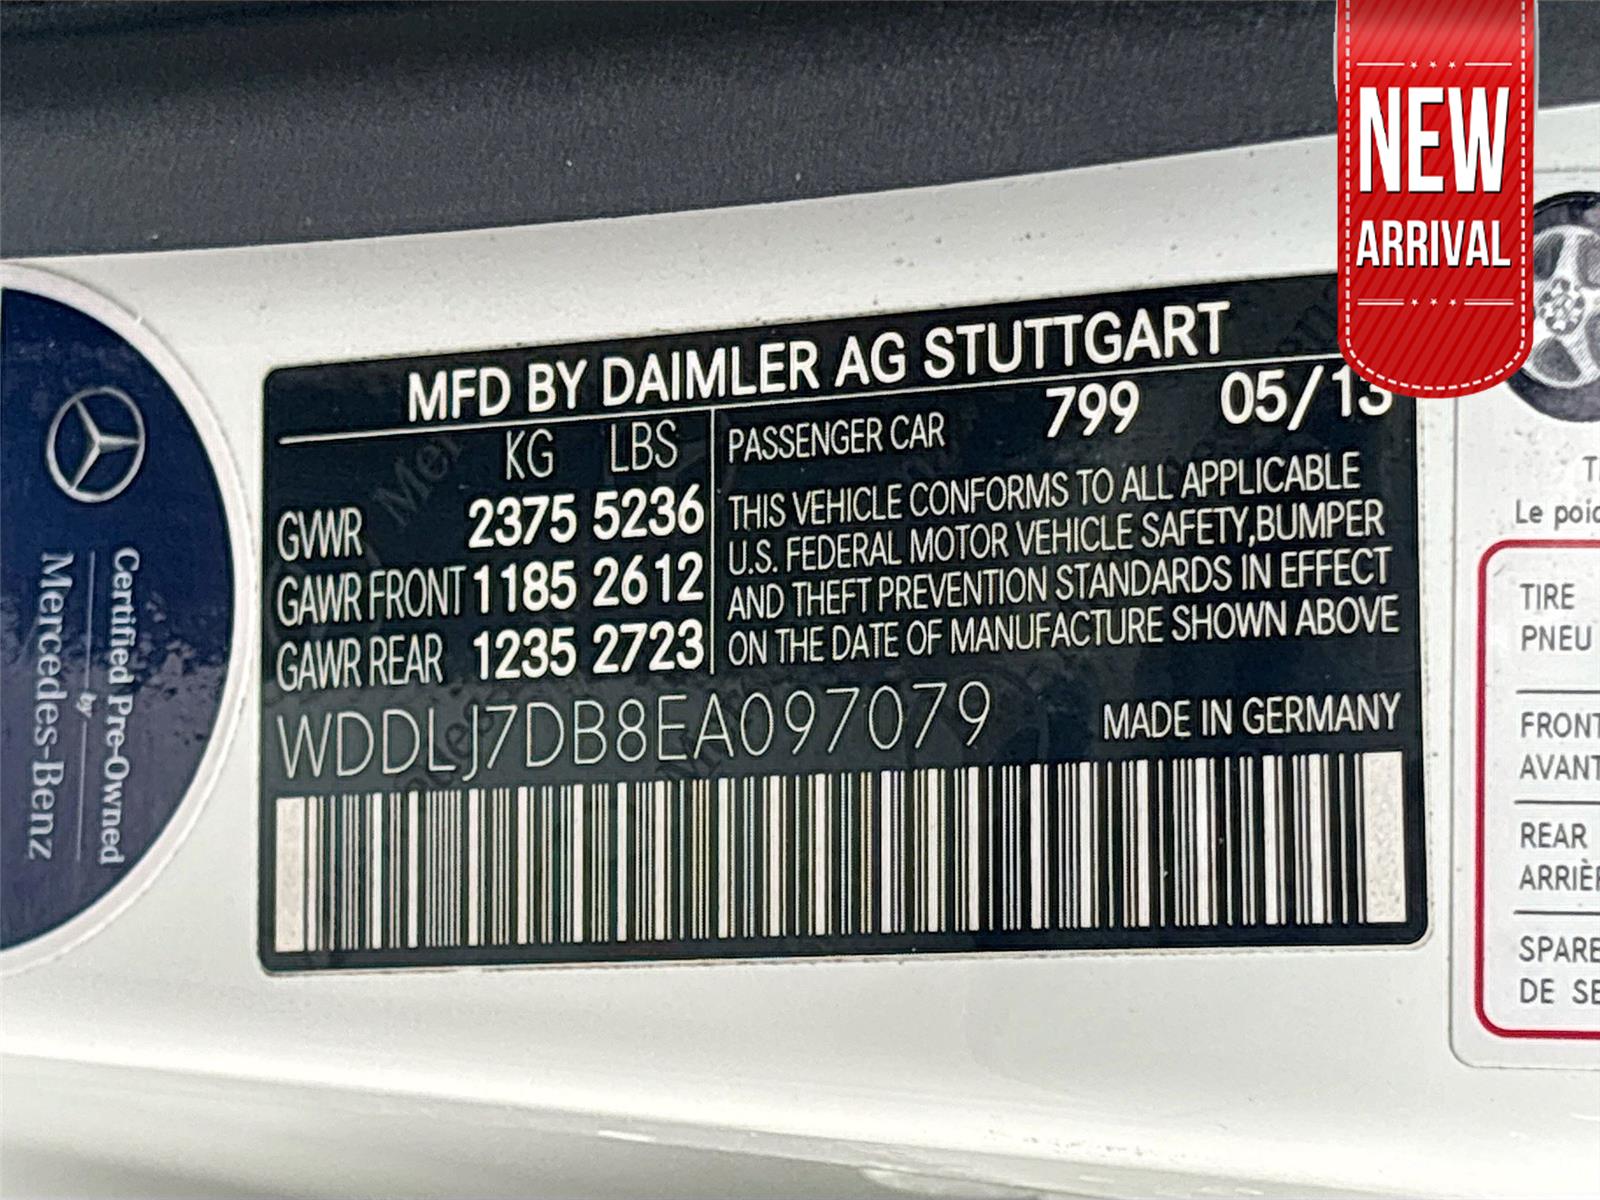 NEW
ARRIVAL
MFD BY DAIMLER AG STUTTGART
KG LBS
GVWR 2375 5236
GAWR FRONT 1185 2612
GAWR REAR 1235 2723
PASSENGER CAR 799 05/13
THIS VEHICLE CONFORMS TO ALL APPLICABLE
U.S. FEDERAL MOTOR VEHICLE SAFETY,BUMPER
AND THEFT PREVENTION STANDARDS IN EFFECT
ON THE DATE OF MANUFACTURE SHOWN ABOVE
WDDLJ7DB8EA097079 MADE IN GERMANY
Certified Pre-Owned
by
Mercedes-Benz
Le
TIRE
PNEU
FRONT
AVANT
REAR
SPARE
DE